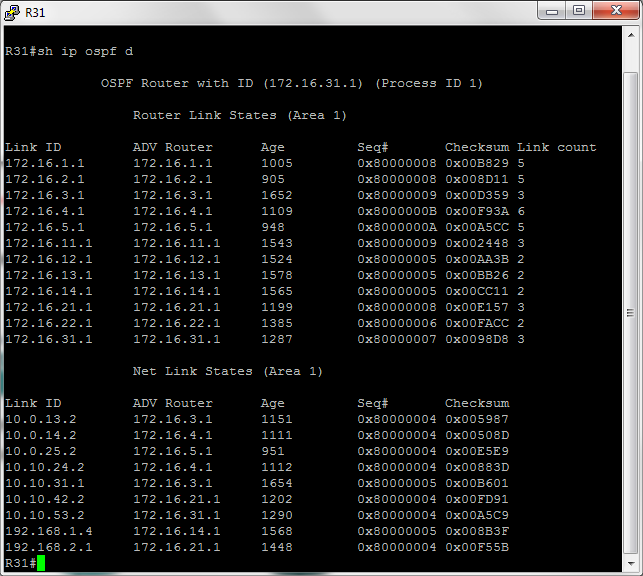 R31
R31#sh ip ospf d
OSPF Router with ID (172.16.31.1) (Process ID 1)
Router Link States (Area 1)
Link ID ADV Router Age Seq# Checksum Link count
172.16.1.1 172.16.1.1 1005 0x80000008 0x00B829 5
172.16.2.1 172.16.2.1 905 0x80000008 0x008D11 5
172.16.3.1 172.16.3.1 1652 0x80000009 0x00D359 3
172.16.4.1 172.16.4.1 1109 0x8000000B 0x00F93A 6
172.16.5.1 172.16.5.1 948 0x8000000A 0x00A5CC 5
172.16.11.1 172.16.11.1 1543 0x80000009 0x002448 3
172.16.12.1 172.16.12.1 1524 0x80000005 0x00AA3B 2
172.16.13.1 172.16.13.1 1578 0x80000005 0x00BB26 2
172.16.14.1 172.16.14.1 1565 0x80000005 0x00CC11 2
172.16.21.1 172.16.21.1 1199 0x80000008 0x00E157 3
172.16.22.1 172.16.22.1 1385 0x80000006 0x00FACC 2
172.16.31.1 172.16.31.1 1287 0x80000007 0x0098D8 3
Net Link States (Area 1)
Link ID ADV Router Age Seq# Checksum
10.0.13.2 172.16.3.1 1151 0x80000004 0x005987
10.0.14.2 172.16.4.1 1111 0x80000004 0x00508D
10.0.25.2 172.16.5.1 951 0x80000004 0x00E5E9
10.10.24.2 172.16.4.1 1112 0x80000004 0x00883D
10.10.31.1 172.16.3.1 1654 0x80000005 0x00B601
10.10.42.2 172.16.21.1 1202 0x80000004 0x00FD91
10.10.53.2 172.16.31.1 1290 0x80000004 0x00A5C9
192.168.1.4 172.16.14.1 1568 0x80000005 0x008B3F
192.168.2.1 172.16.21.1 1448 0x80000004 0x00F55B
R31#